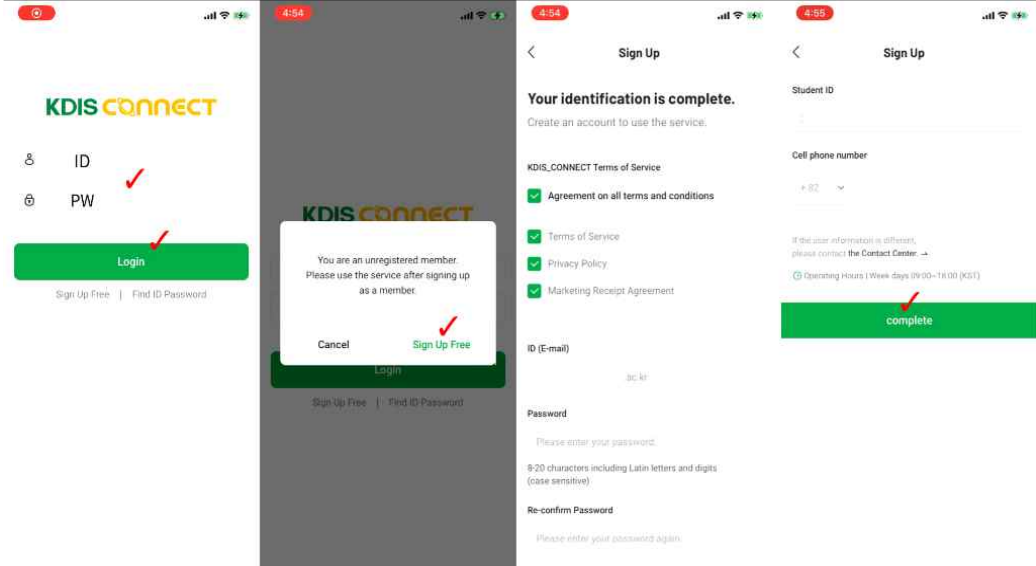 KDIS CONNECT
ID
PW
Login
Sign Up Free | Find ID Password
4:54
KDIS CONNECT
You are an unregistered member.
Please use the service after signing up
as a member.
Cancel
Sign Up Free
Login
Sign Up Free | Find ID Password
4:54
Sign Up
Your identification is complete.
Create an account to use the service.
KDIS_CONNECT Terms of Service
Agreement on all terms and conditions
Terms of Service
Privacy Policy
Marketing Receipt Agreement
ID (E-mail)
ac.kr
Password
Please enter your password.
8-20 characters including Latin letters and digits
(case sensitive)
Re-confirm Password
Please enter your password again.
4:55
Sign Up
Student ID
Cell phone number
+ 82
If the user information is different,
please contact the Contact Center. →
Operating Hours | Week days 09:00~18:00 (KST)
complete